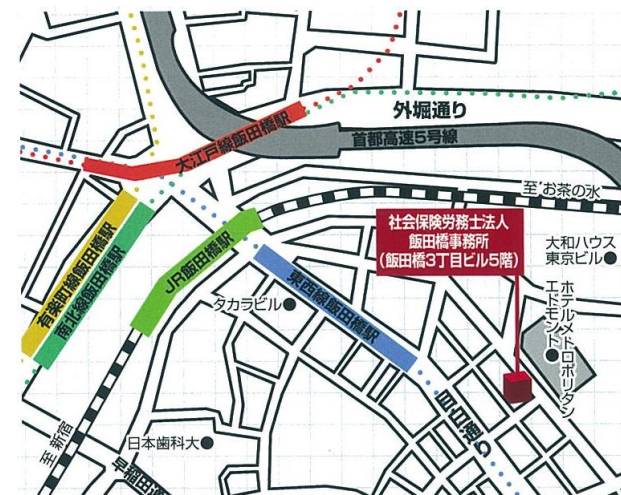 外堀通り
首都高速5号線
大江戸線飯田橋駅
至 お茶の水
社会保険労務士法人
飯田橋事務所
(飯田橋3丁目ビル5階)
大和ハウス
東京ビル
有楽町線飯田橋駅
南北線飯田橋駅
JR飯田橋駅
東西線飯田橋駅
タカラビル
ホテルメトロポリタン
エドモント
目白通り
至 新宿
日本歯科大
早稲田通